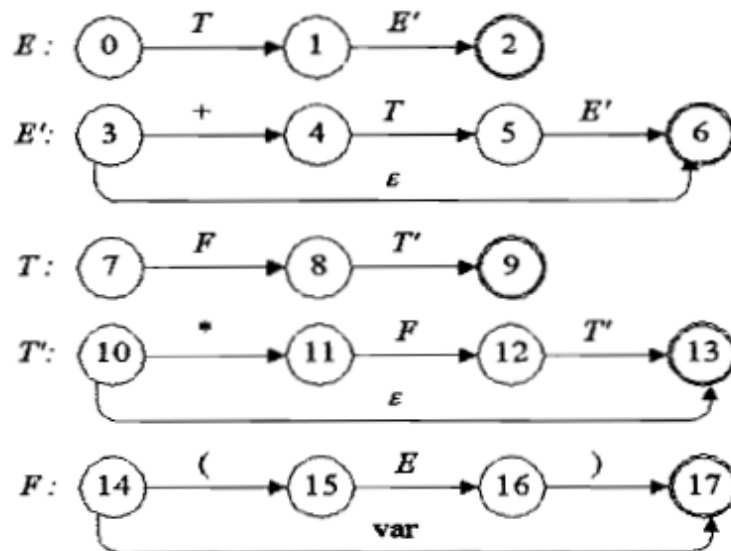 T E'
E : 0 1 2
+ T E'
E': 3 4 5 6
ε
F T'
T : 7 8 9
* F T'
T': 10 11 12 13
ε
( E )
F : 14 15 16 17
var